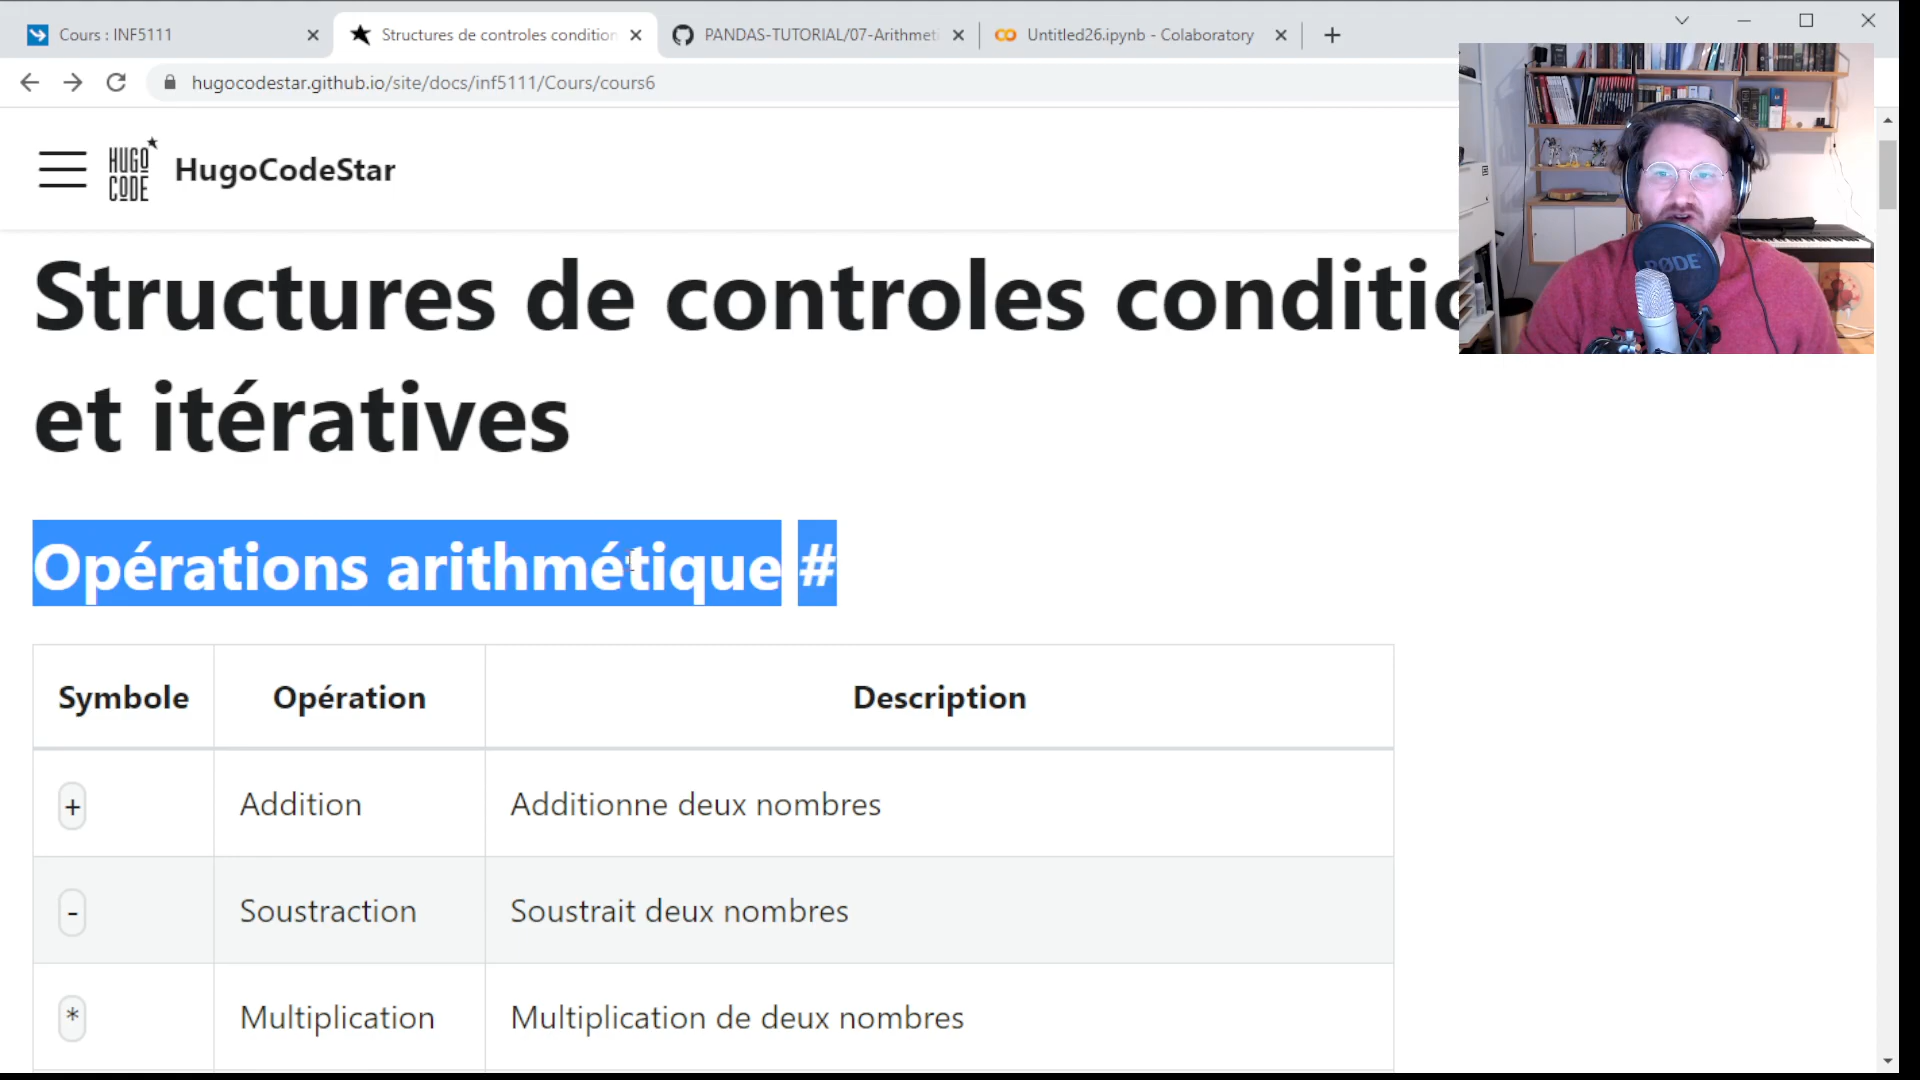 Cours : INF5111
Structures de controles condition
PANDAS-TUTORIAL/07-Arithmeti
Untitled26.ipynb - Colaboratory
hugocodestar.github.io/site/docs/inf5111/Cours/cours6
HUGO
CODE
HugoCodeStar
RØDE
Structures de controles conditio
et itératives
Opérations arithmétique #
Symbole Opération Description
+ Addition Additionne deux nombres
- Soustraction Soustrait deux nombres
* Multiplication Multiplication de deux nombres